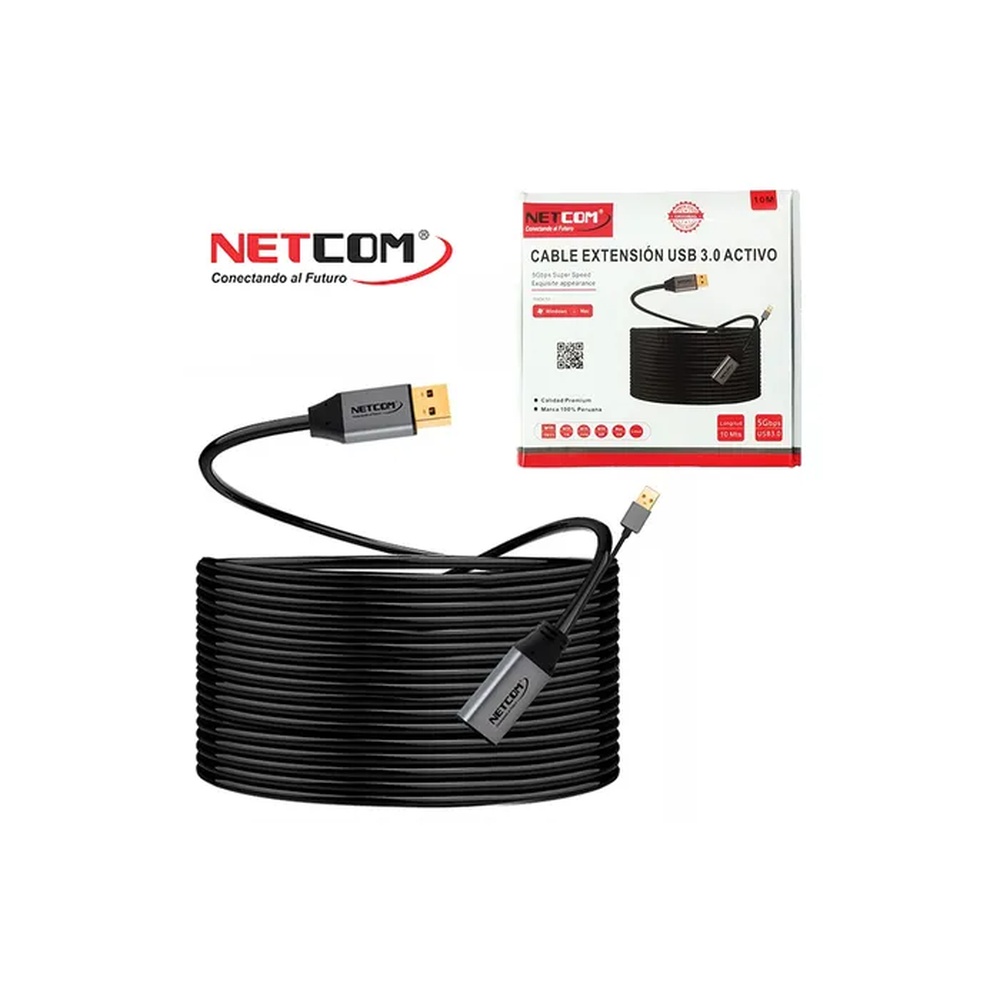 NETCOM®
Conectando al Futuro
10M
NETCOM®
Conectando al Futuro
ORIGINAL
CABLE EXTENSIÓN USB 3.0 ACTIVO
5Gbps Super Speed
Exquisite appearance
Windows
Mac
Calidad Premium
Marca 100% Peruana
Longitud
10 Mts
5Gbps
USB3.0
NETCOM
NETCOM